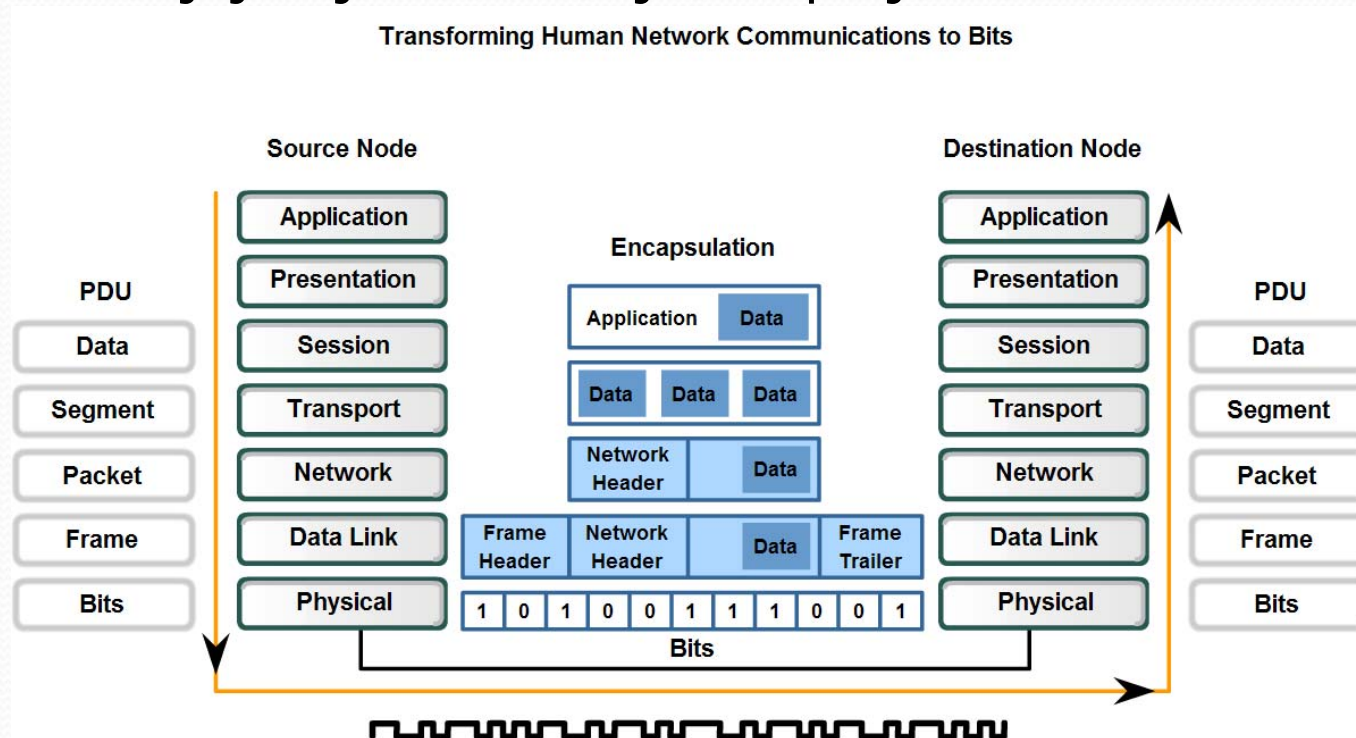 Transforming Human Network Communications to Bits
Source Node
Destination Node
Application
Application
Encapsulation
Presentation
Presentation
PDU
PDU
Application Data
Data
Session
Session
Data
Data Data Data
Segment
Transport
Transport
Segment
Network
Header
Data
Packet
Network
Network
Packet
Frame
Header
Network
Header
Data
Frame
Trailer
Frame
Data Link
Data Link
Frame
Bits
Physical
1 0 1 0 0 1 1 1 0 0 1
Physical
Bits
Bits